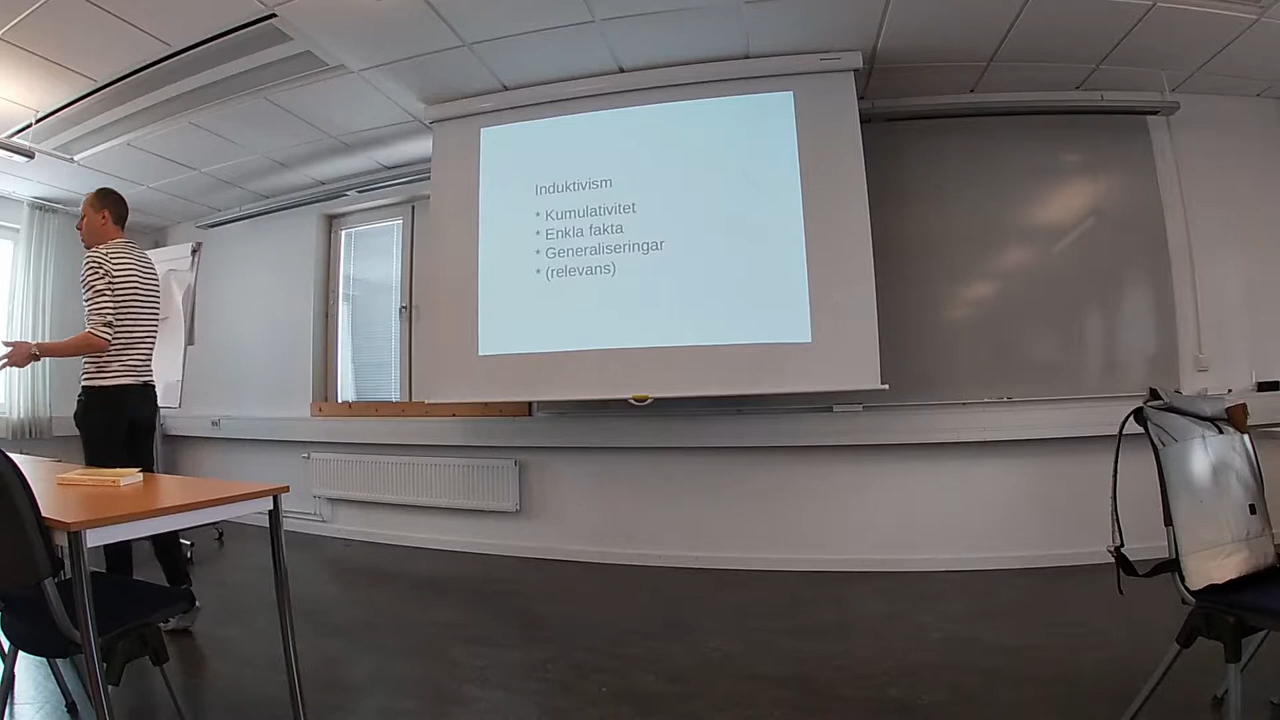 Induktivism
* Kumulativitet
* Enkla fakta
* Generaliseringar
* (relevans)